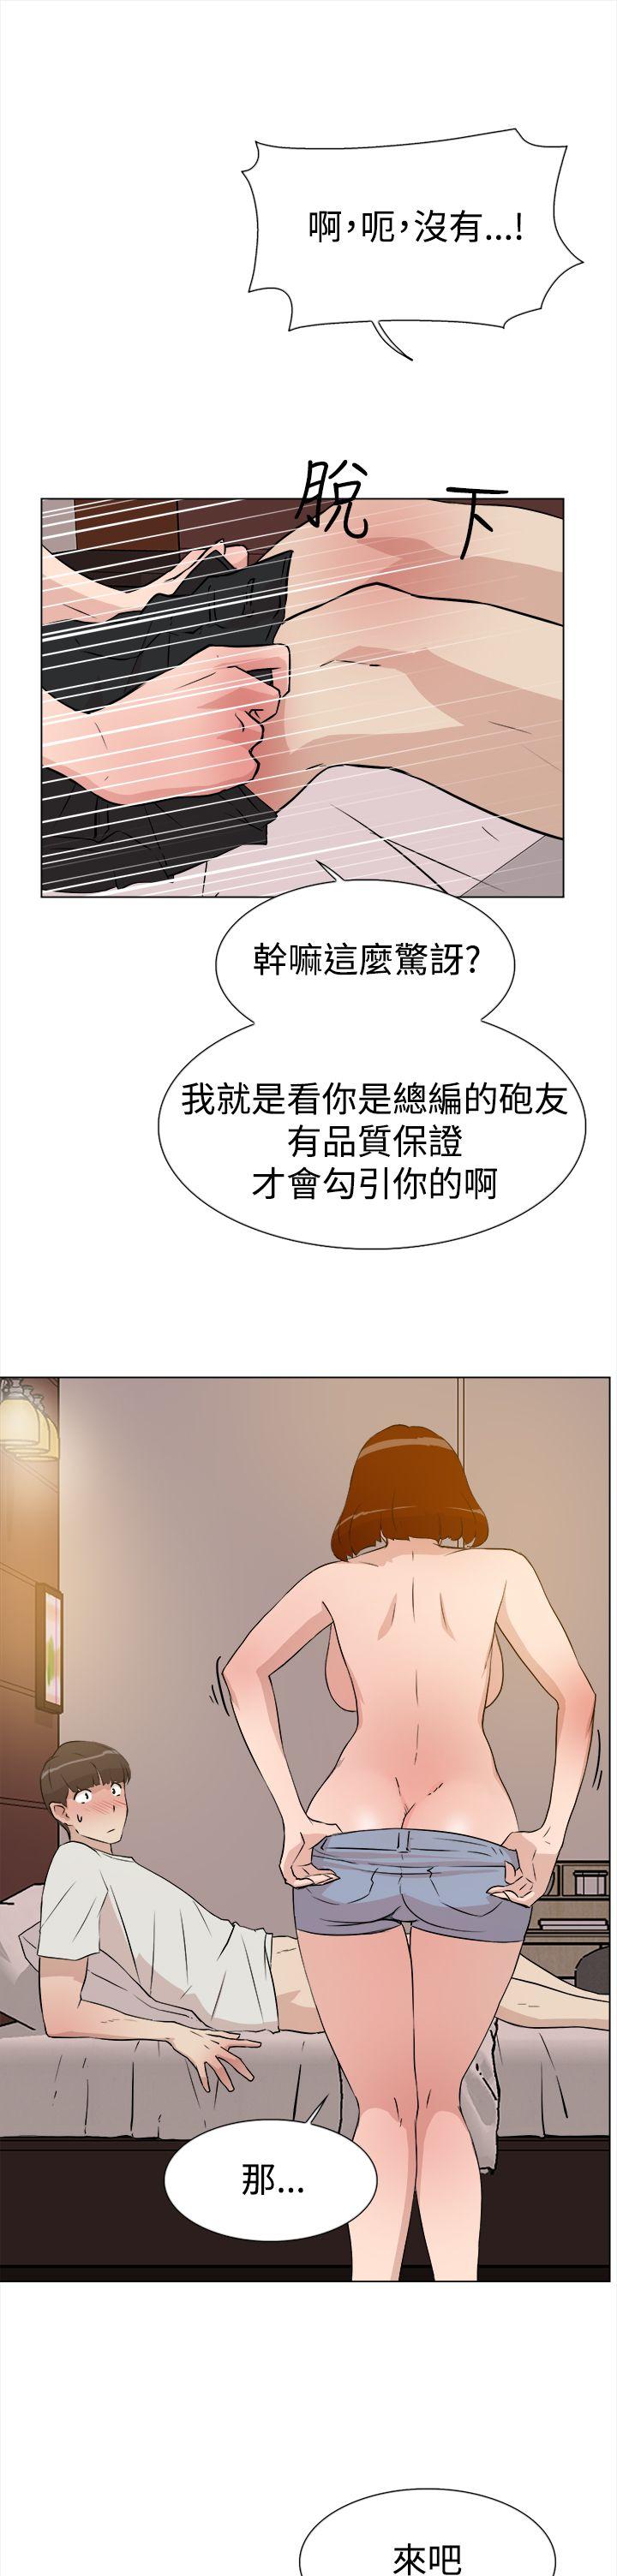 啊,呃,沒有...!
脫下
幹嘛這麼驚訝?
我就是看你是總編的砲友
有品質保證
才會勾引你的啊
那...
來吧